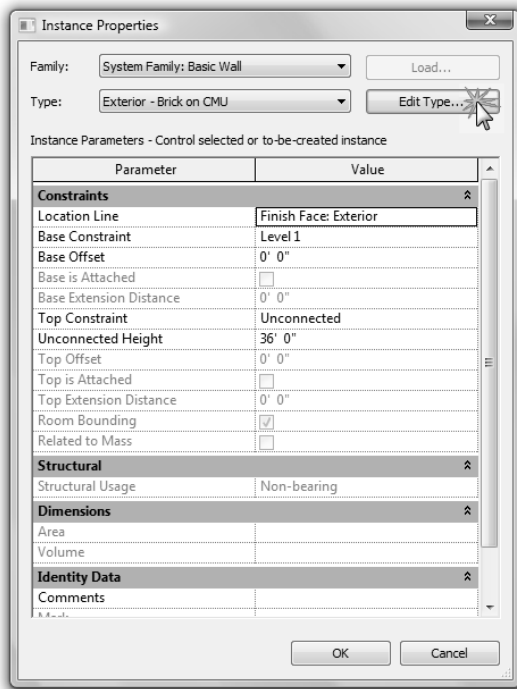 Instance Properties
Family: System Family: Basic Wall Load...
Type: Exterior - Brick on CMU Edit Type...
Instance Parameters - Control selected or to-be-created instance
Parameter Value
Constraints
Location Line Finish Face: Exterior
Base Constraint Level 1
Base Offset 0' 0"
Base is Attached
Base Extension Distance 0' 0"
Top Constraint Unconnected
Unconnected Height 36' 0"
Top Offset 0' 0"
Top is Attached
Top Extension Distance 0' 0"
Room Bounding
Related to Mass
Structural
Structural Usage Non-bearing
Dimensions
Area
Volume
Identity Data
Comments
OK Cancel